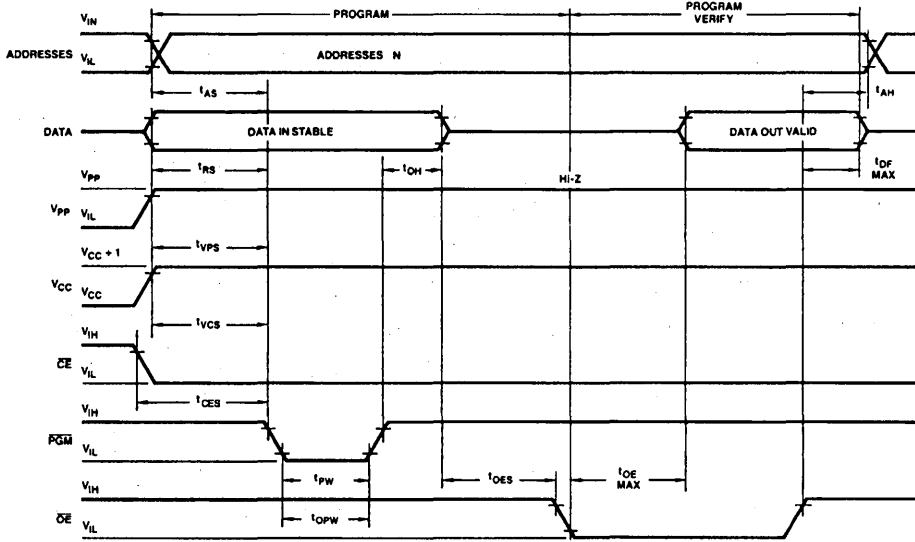 PROGRAM
PROGRAM
VERIFY
VIN
ADDRESSES
VIL
ADDRESSES N
tAS
tAH
DATA
DATA IN STABLE
DATA OUT VALID
tRS
tOH
tDF
MAX
VPP
HI-Z
VPP
VIL
tVPS
VCC + 1
VCC
VCC
tVCS
VIH
CE
VIL
tCES
VIH
PGM
VIL
tPW
tOES
tOE
MAX
VIH
tOPW
OE
VIL